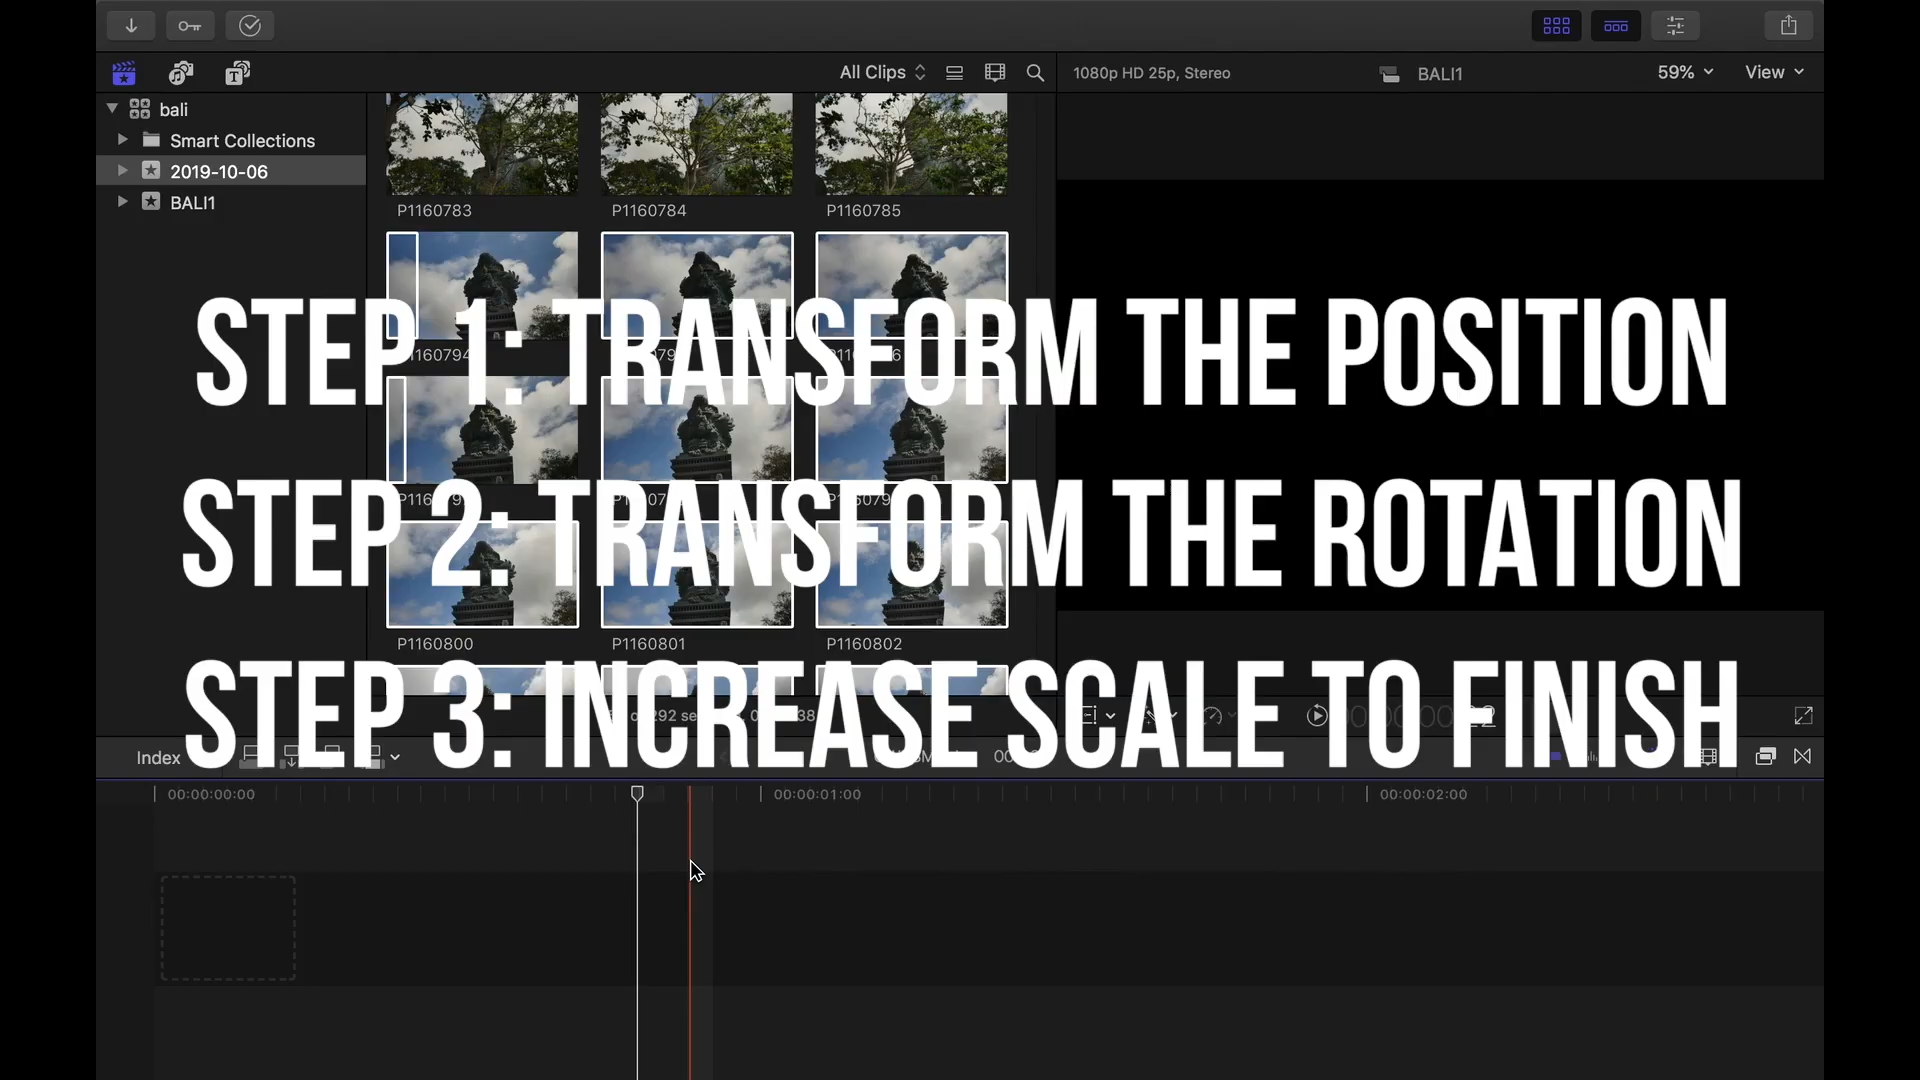 All Clips
1080p HD 25p, Stereo
BALI1
59%
View
bali
Smart Collections
2019-10-06
BALI1
P1160783
P1160784
P1160785
STEP 1: TRANSFORM THE POSITION
STEP 2: TRANSFORM THE ROTATION
P1160800
P1160801
P1160802
STEP 3: INCREASE SCALE TO FINISH
Index
00:00:00:00
00:00:01:00
00:00:02:00